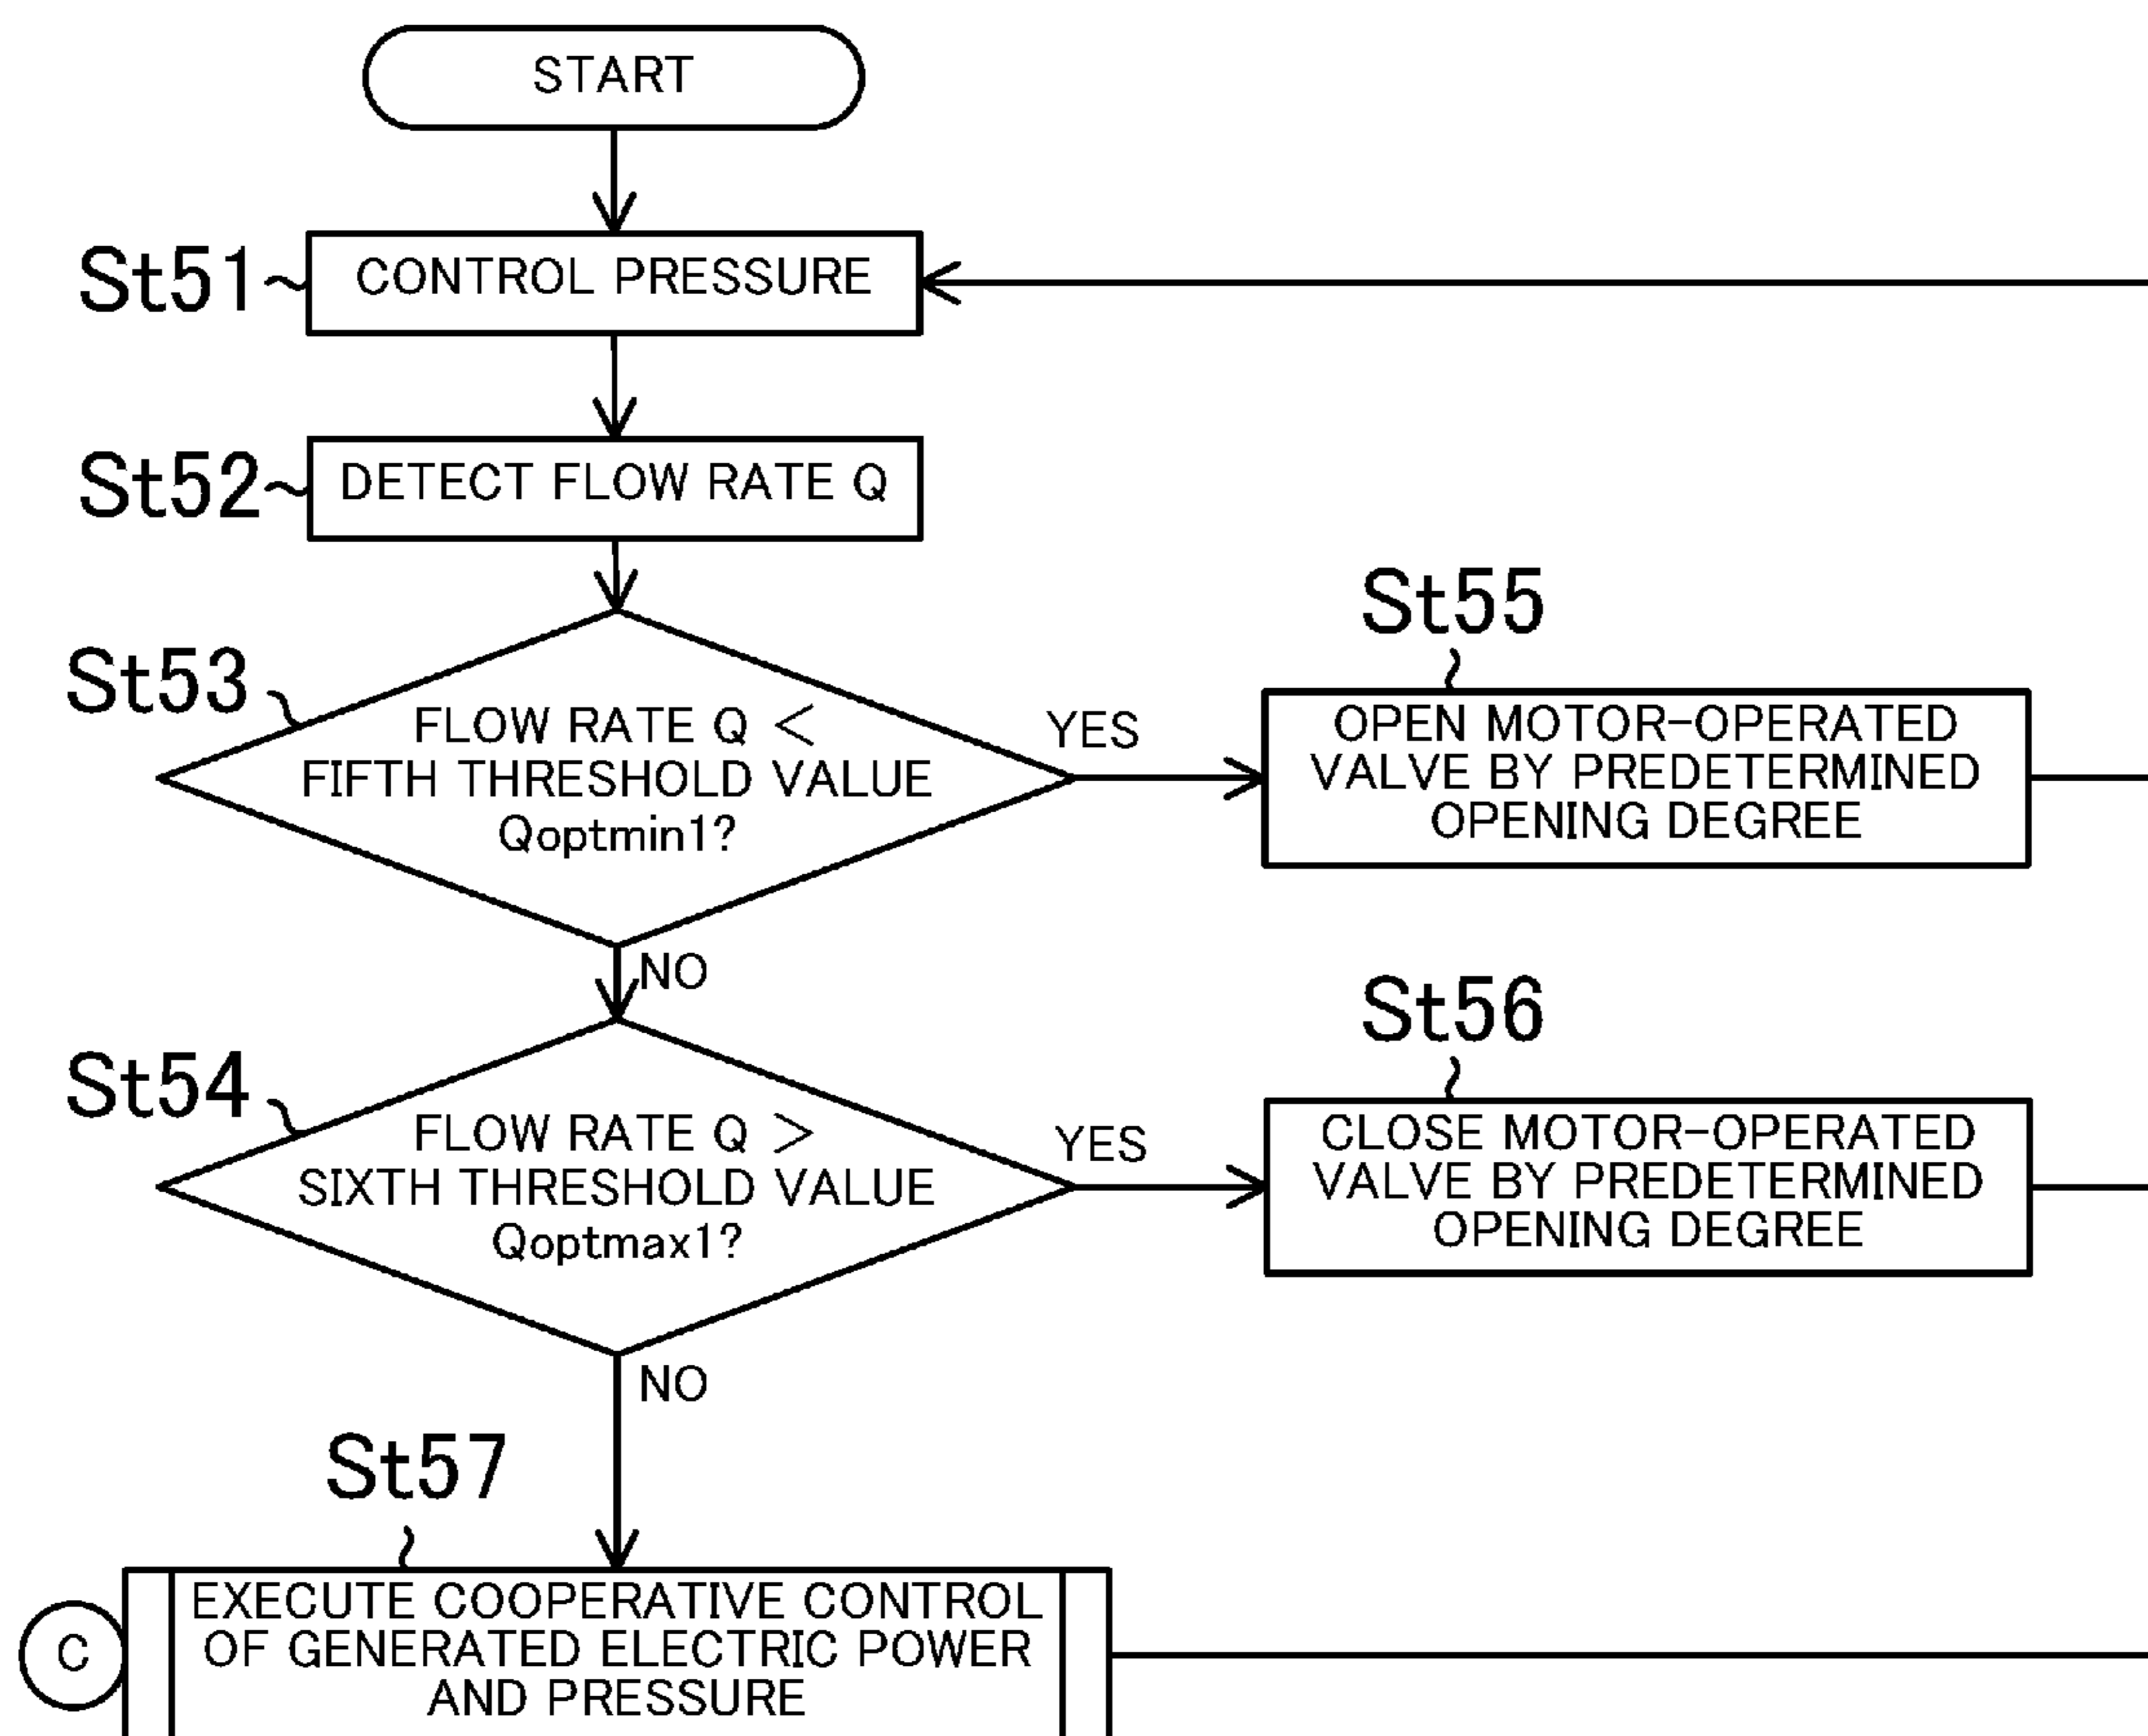 START
St51
CONTROL PRESSURE
St52
DETECT FLOW RATE Q
St53
FLOW RATE Q <
FIFTH THRESHOLD VALUE
Qoptmin1?
YES
St55
OPEN MOTOR-OPERATED
VALVE BY PREDETERMINED
OPENING DEGREE
NO
St54
FLOW RATE Q >
SIXTH THRESHOLD VALUE
Qoptmax1?
YES
St56
CLOSE MOTOR-OPERATED
VALVE BY PREDETERMINED
OPENING DEGREE
NO
St57
C
EXECUTE COOPERATIVE CONTROL
OF GENERATED ELECTRIC POWER
AND PRESSURE